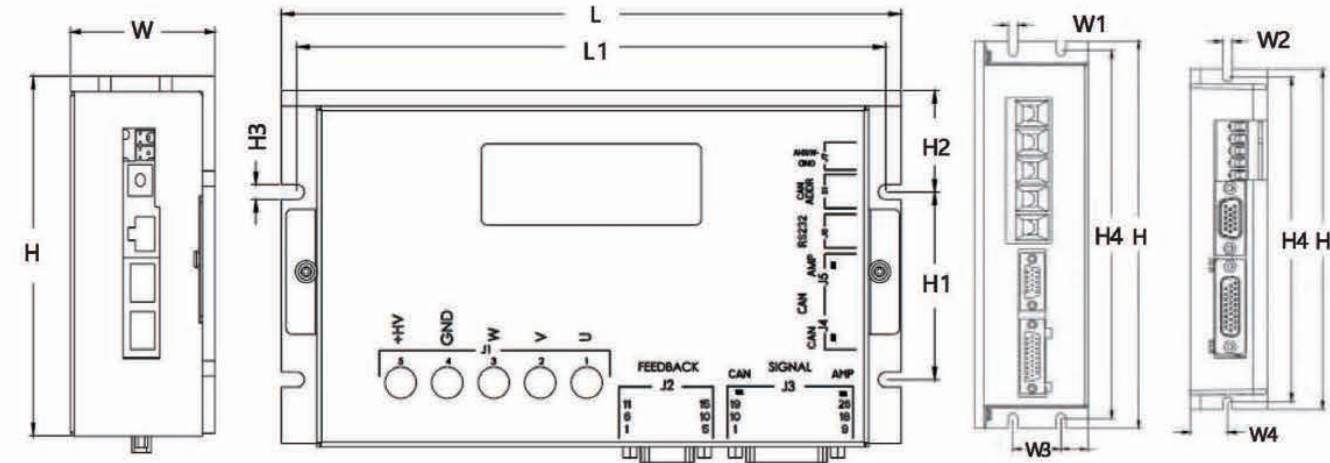 W
H
L
L1
H3
H2
H1
CAN
ADDR
RS232
AMP
J5
CAN
CAN
J4
+HV
GND
W
V
U
J1
5
4
3
2
1
FEEDBACK
J2
11
6
1
15
10
5
CAN
SIGNAL
AMP
J3
19
10
1
26
18
9
W1
H4
H
W3
W2
H4
H
W4